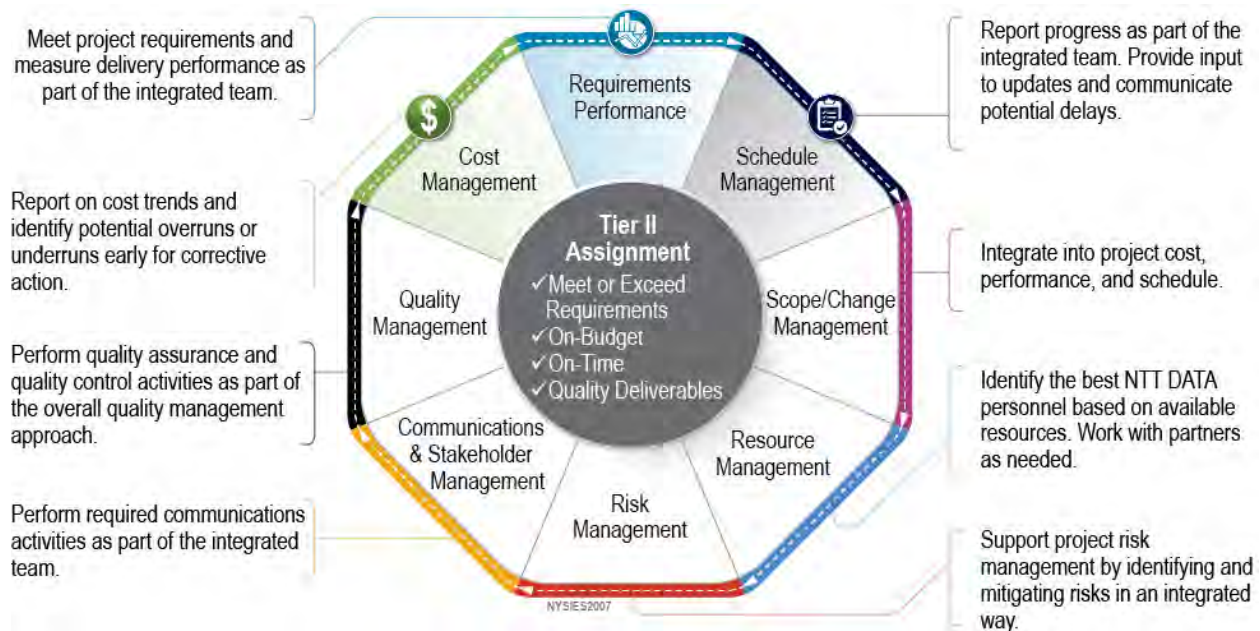 Meet project requirements and
measure delivery performance as
part of the integrated team.
Report on cost trends and
identify potential overruns or
underruns early for corrective
action.
Perform quality assurance and
quality control activities as part of
the overall quality management
approach.
Perform required communications
activities as part of the integrated
team.
Requirements
Performance
Cost
Management
Schedule
Management
Quality
Management
Scope/Change
Management
Communications
& Stakeholder
Management
Resource
Management
Risk
Management
Tier II
Assignment
✓Meet or Exceed
Requirements
✓On-Budget
✓On-Time
✓Quality Deliverables
$
NYSIES2007
Report progress as part of the
integrated team. Provide input
to updates and communicate
potential delays.
Integrate into project cost,
performance, and schedule.
Identify the best NTT DATA
personnel based on available
resources. Work with partners
as needed.
Support project risk
management by identifying and
mitigating risks in an integrated
way.